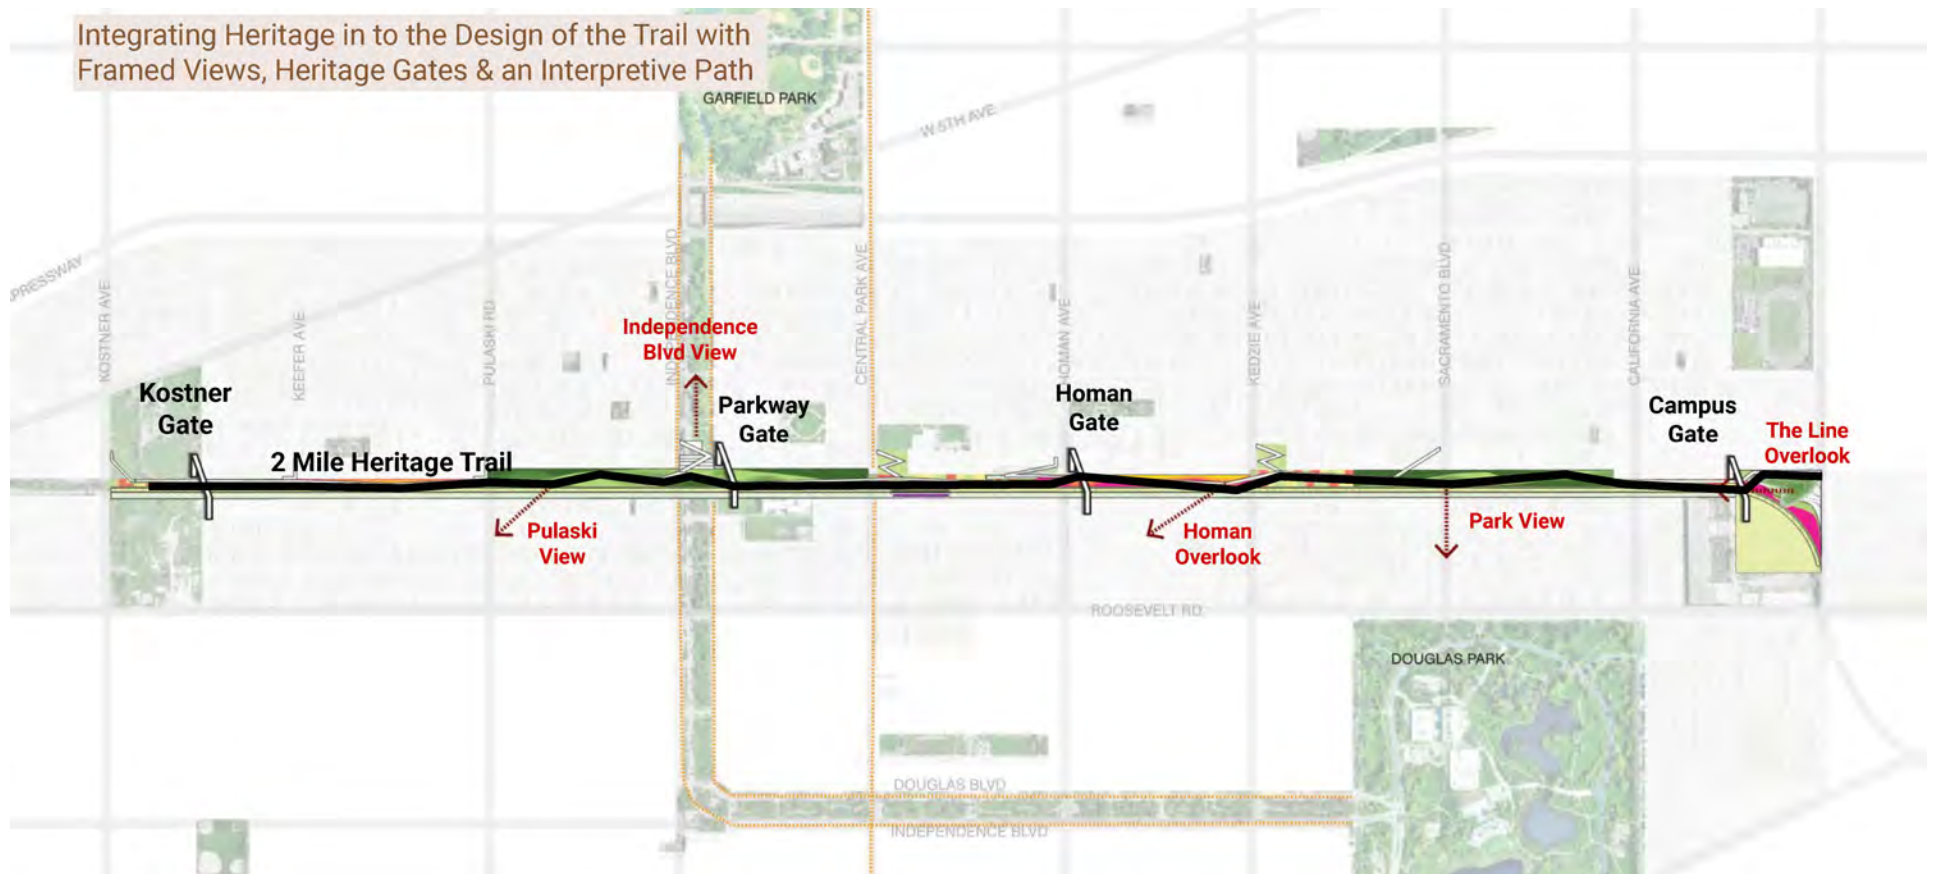 Integrating Heritage in to the Design of the Trail with
Framed Views, Heritage Gates & an Interpretive Path
GARFIELD PARK
W 5TH AVE
PRESSWAY
KOSTNER AVE
KEEFER AVE
PULASKI RD
INDEPENDENCE BLVD
CENTRAL PARK AVE
HOMAN AVE
KEDZIE AVE
SACRAMENTO BLVD
CALIFORNIA AVE
Independence
Blvd View
Kostner
Gate
Parkway
Gate
Homan
Gate
Campus
Gate
The Line
Overlook
2 Mile Heritage Trail
Pulaski
View
Homan
Overlook
Park View
ROOSEVELT RD
DOUGLAS PARK
DOUGLAS BLVD
INDEPENDENCE BLVD